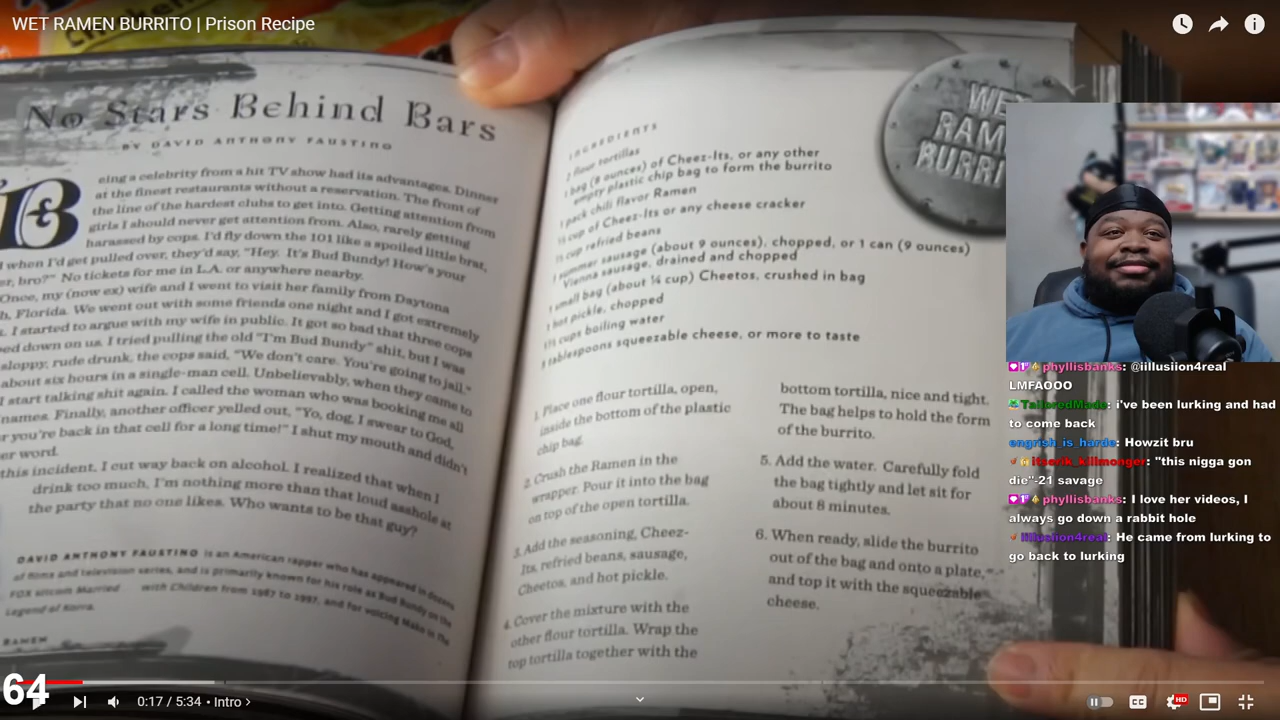 WET RAMEN BURRITO | Prison Recipe
No Stars Behind Bars
BY DAVID ANTHONY FAUSTINO
Being a celebrity from a hit TV show had its advantages. Dinner
at the finest restaurants without a reservation. The front of
the line of the hardest clubs to get into. Getting attention from
girls I should never get attention from. Also, rarely getting
harassed by cops. I'd fly down the 101 like a spoiled little brat,
when I'd get pulled over, they'd say, "Hey. It's Bud Bundy! How's your
bro?" No tickets for me in L.A. or anywhere nearby.
Once, my (now ex) wife and I went to visit her family from Daytona
Florida. We went out with some friends one night and I got extremely
I started to argue with my wife in public. It got so bad that three cops
down on us. I tried pulling the old "I'm Bud Bundy" shit, but I was
sloppy, rude drunk, the cops said, "We don't care. You're going to jail."
about six hours in a single-man cell. Unbelievably, when they came to
I start talking shit again. I called the woman who was booking me all
names. Finally, another officer yelled out, "Yo, dog, I swear to God,
you're back in that cell for a long time!" I shut my mouth and didn't
word.
this incident, I cut way back on alcohol. I realized that when I
drink too much, I'm nothing more than that loud asshole at
the party that no one likes. Who wants to be that guy?
DAVID ANTHONY FAUSTINO is an American rapper who has appeared in dozens
of films and television series, and is primarily known for his role as Bud Bundy on the
FOX sitcom Married with Children from 1987 to 1997, and for voicing Mako in The
Legend of Korra.
RAMEN
WET
RAM
BURRI
INGREDIENTS
2 flour tortillas
1 bag (8 ounces) of Cheez-Its, or any other
empty plastic chip bag to form the burrito
1 pack chili flavor Ramen
½ cup of Cheez-Its or any cheese cracker
½ cup refried beans
1 summer sausage (about 9 ounces), chopped, or 1 can (9 ounces)
Vienna sausage, drained and chopped
1 small bag (about ¼ cup) Cheetos, crushed in bag
1 hot pickle, chopped
cups boiling water
tablespoons squeezable cheese, or more to taste
1. Place one flour tortilla, open,
inside the bottom of the plastic
chip bag.
2. Crush the Ramen in the
wrapper. Pour it into the bag
on top of the open tortilla.
3. Add the seasoning, Cheez-
Its, refried beans, sausage,
Cheetos, and hot pickle.
4. Cover the mixture with the
other flour tortilla. Wrap the
top tortilla together with the
bottom tortilla, nice and tight.
The bag helps to hold the form
of the burrito.
5. Add the water. Carefully fold
the bag tightly and let sit for
about 8 minutes.
6. When ready, slide the burrito
out of the bag and onto a plate,
and top it with the squeezable
cheese.
phyllisbanks: @iillusiion4real
LMFAOOO
TailoredMade: i've been lurking and had
to come back
engrish_is_harde: Howzit bru
itserik_killmonger: "this nigga gon
die"-21 savage
phyllisbanks: I love her videos, I
always go down a rabbit hole
iillusiion4real: He came from lurking to
go back to lurking
64
0:17 / 5:34 • Intro
CC
HD